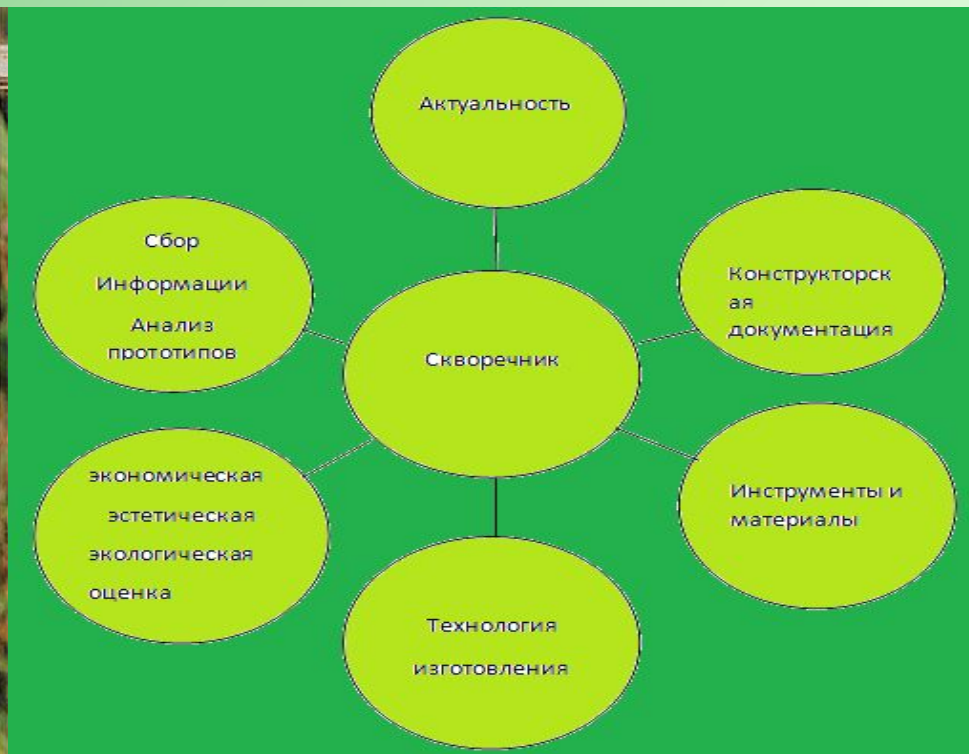 Актуальность
Сбор
Информации
Анализ
прототипов
Конструкторск
ая
документация
Скворечник
экономическая
эстетическая
экологическая
оценка
Инструменты и
материалы
Технология
изготовления